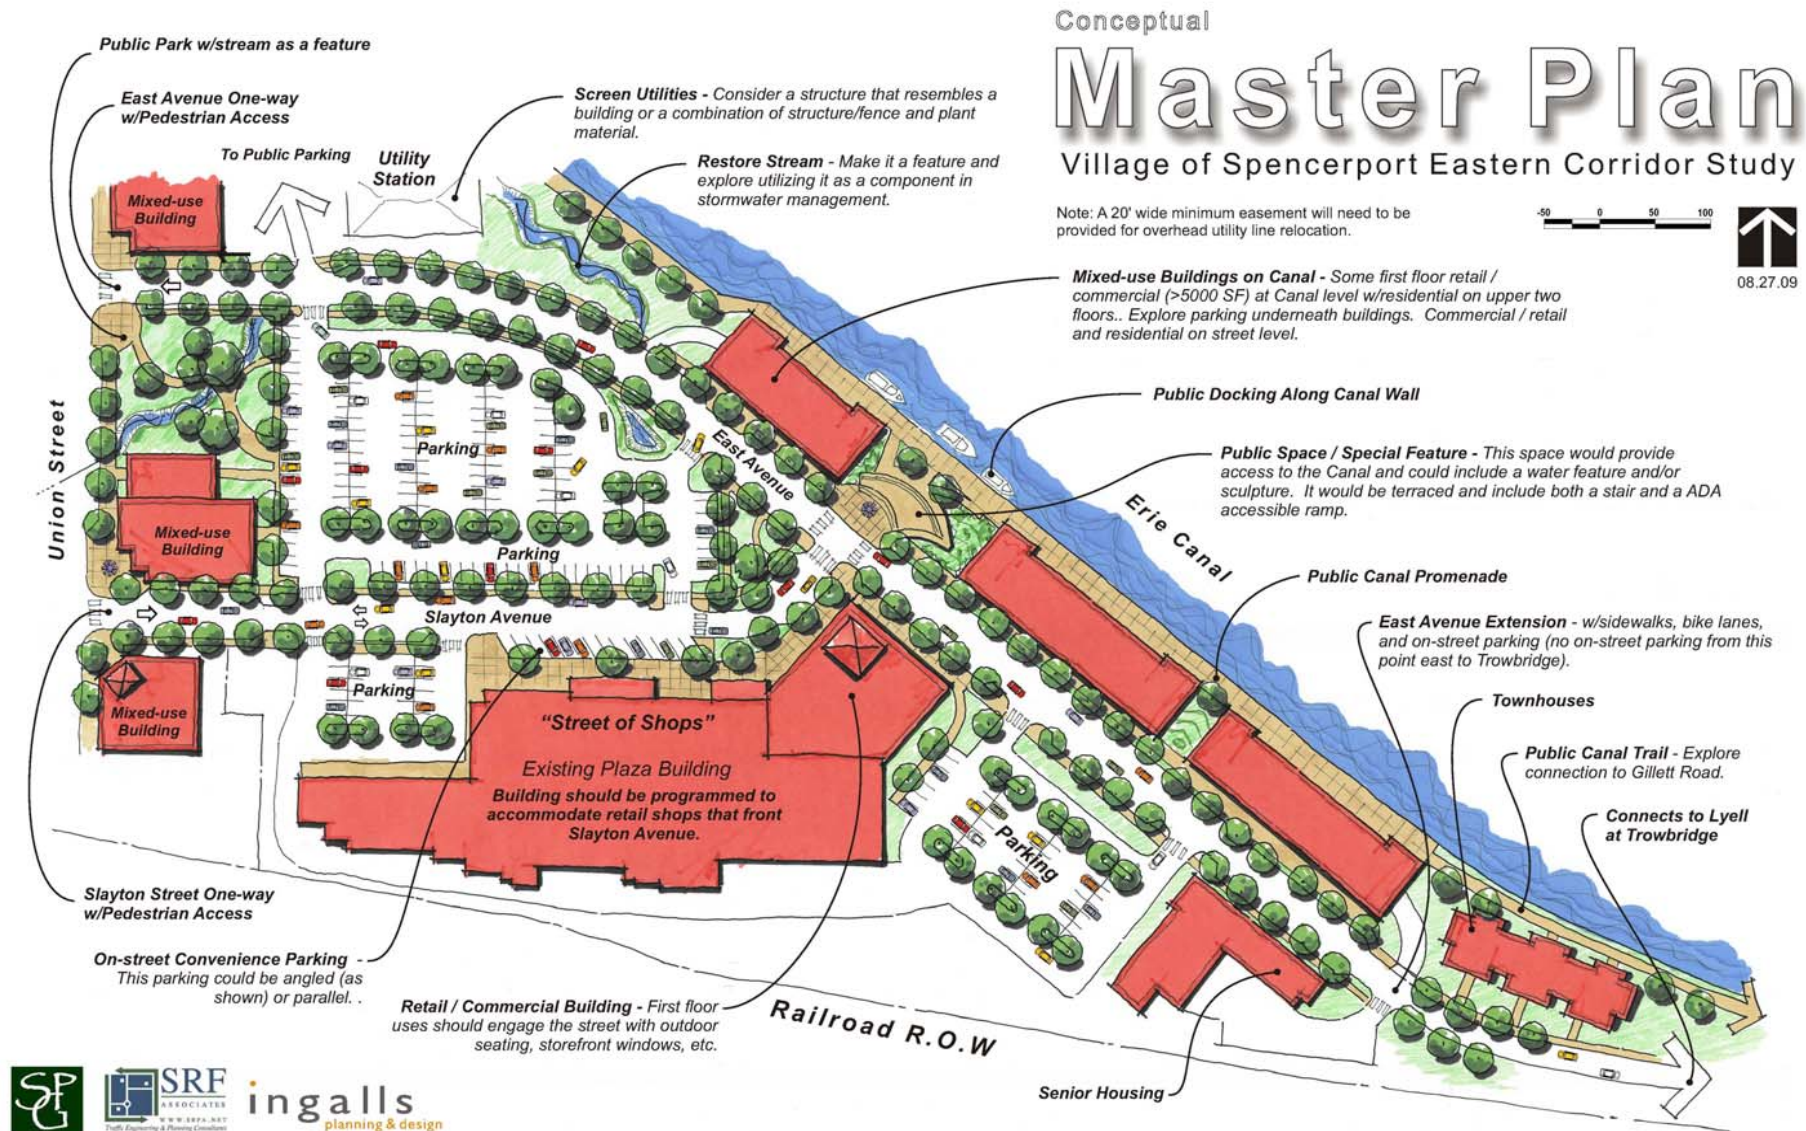 Conceptual
Master Plan
Village of Spencerport Eastern Corridor Study
Note: A 20' wide minimum easement will need to be
provided for overhead utility line relocation.
-50 0 50 100
08.27.09
Public Park w/stream as a feature
East Avenue One-way
w/Pedestrian Access
To Public Parking
Utility
Station
Screen Utilities - Consider a structure that resembles a
building or a combination of structure/fence and plant
material.
Restore Stream - Make it a feature and
explore utilizing it as a component in
stormwater management.
Mixed-use
Building
Mixed-use Buildings on Canal - Some first floor retail /
commercial (>5000 SF) at Canal level w/residential on upper two
floors.. Explore parking underneath buildings. Commercial / retail
and residential on street level.
Public Docking Along Canal Wall
Public Space / Special Feature - This space would provide
access to the Canal and could include a water feature and/or
sculpture. It would be terraced and include both a stair and a ADA
accessible ramp.
Union Street
Parking
East Avenue
Erie Canal
Mixed-use
Building
Parking
Public Canal Promenade
Slayton Avenue
East Avenue Extension - w/sidewalks, bike lanes,
and on-street parking (no on-street parking from this
point east to Trowbridge).
Parking
Mixed-use
Building
Townhouses
"Street of Shops"
Existing Plaza Building
Building should be programmed to
accommodate retail shops that front
Slayton Avenue.
Public Canal Trail - Explore
connection to Gillett Road.
Connects to Lyell
at Trowbridge
Parking
Slayton Street One-way
w/Pedestrian Access
On-street Convenience Parking -
This parking could be angled (as
shown) or parallel. .
Retail / Commercial Building - First floor
uses should engage the street with outdoor
seating, storefront windows, etc.
Railroad R.O.W
Senior Housing
SPG
SRF
ASSOCIATES
WWW.SRFA.NET
Traffic Engineering & Planning Consultants
ingalls
planning & design